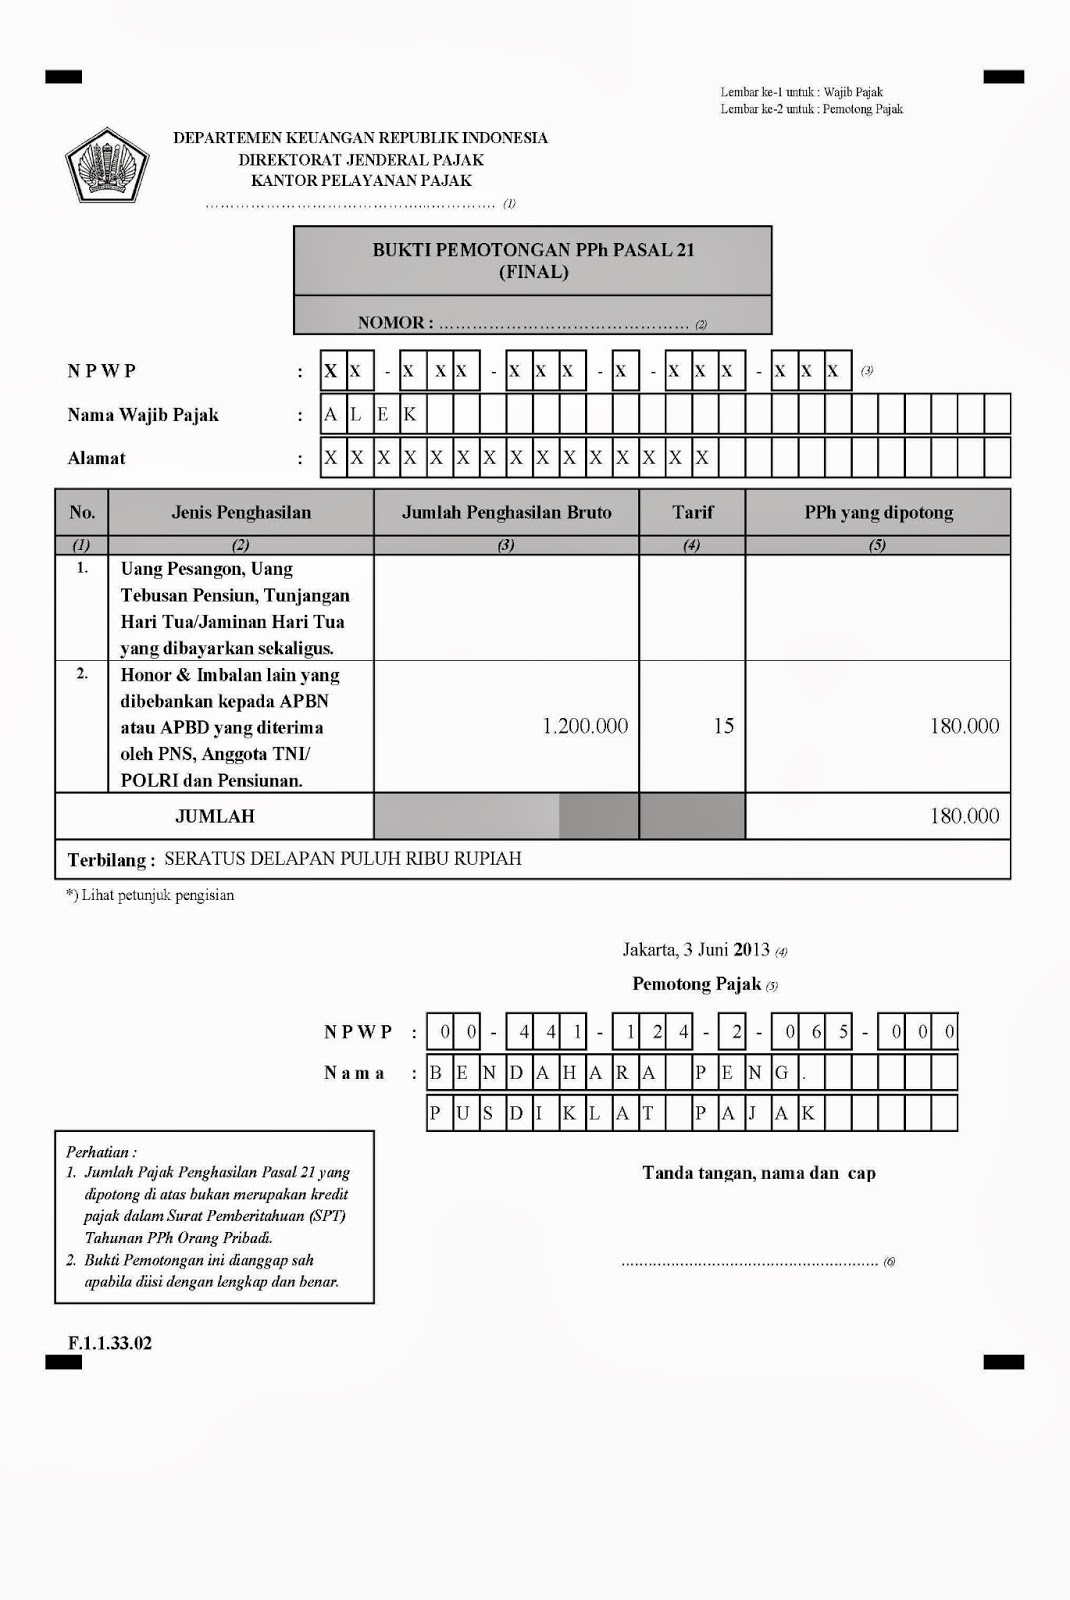 Lembar ke-1 untuk : Wajib Pajak
Lembar ke-2 untuk : Pemotong Pajak
DEPARTEMEN KEUANGAN REPUBLIK INDONESIA
DIREKTORAT JENDERAL PAJAK
KANTOR PELAYANAN PAJAK
……………………………………...…………. (1)
BUKTI PEMOTONGAN PPh PASAL 21
(FINAL)
NOMOR : ……………………………………… (2)
N P W P : X X - X X X - X X X - X - X X X - X X X (3)
Nama Wajib Pajak : A L E K
Alamat : X X X X X X X X X X X X X X X
No. Jenis Penghasilan Jumlah Penghasilan Bruto Tarif PPh yang dipotong
(1) (2) (3) (4) (5)
1. Uang Pesangon, Uang
Tebusan Pensiun, Tunjangan
Hari Tua/Jaminan Hari Tua
yang dibayarkan sekaligus.
2. Honor & Imbalan lain yang
dibebankan kepada APBN
atau APBD yang diterima 1.200.000 15 180.000
oleh PNS, Anggota TNI/
POLRI dan Pensiunan.
JUMLAH 180.000
Terbilang : SERATUS DELAPAN PULUH RIBU RUPIAH
*) Lihat petunjuk pengisian
Jakarta, 3 Juni 2013 (4)
Pemotong Pajak (5)
N P W P : 0 0 - 4 4 1 - 1 2 4 - 2 - 0 6 5 - 0 0 0
N a m a : B E N D A H A R A P E N G .
P U S D I K L A T P A J A K
Perhatian :
1. Jumlah Pajak Penghasilan Pasal 21 yang
dipotong di atas bukan merupakan kredit
pajak dalam Surat Pemberitahuan (SPT)
Tahunan PPh Orang Pribadi.
2. Bukti Pemotongan ini dianggap sah
apabila diisi dengan lengkap dan benar.
Tanda tangan, nama dan cap
……………………………………………….. (6)
F.1.1.33.02